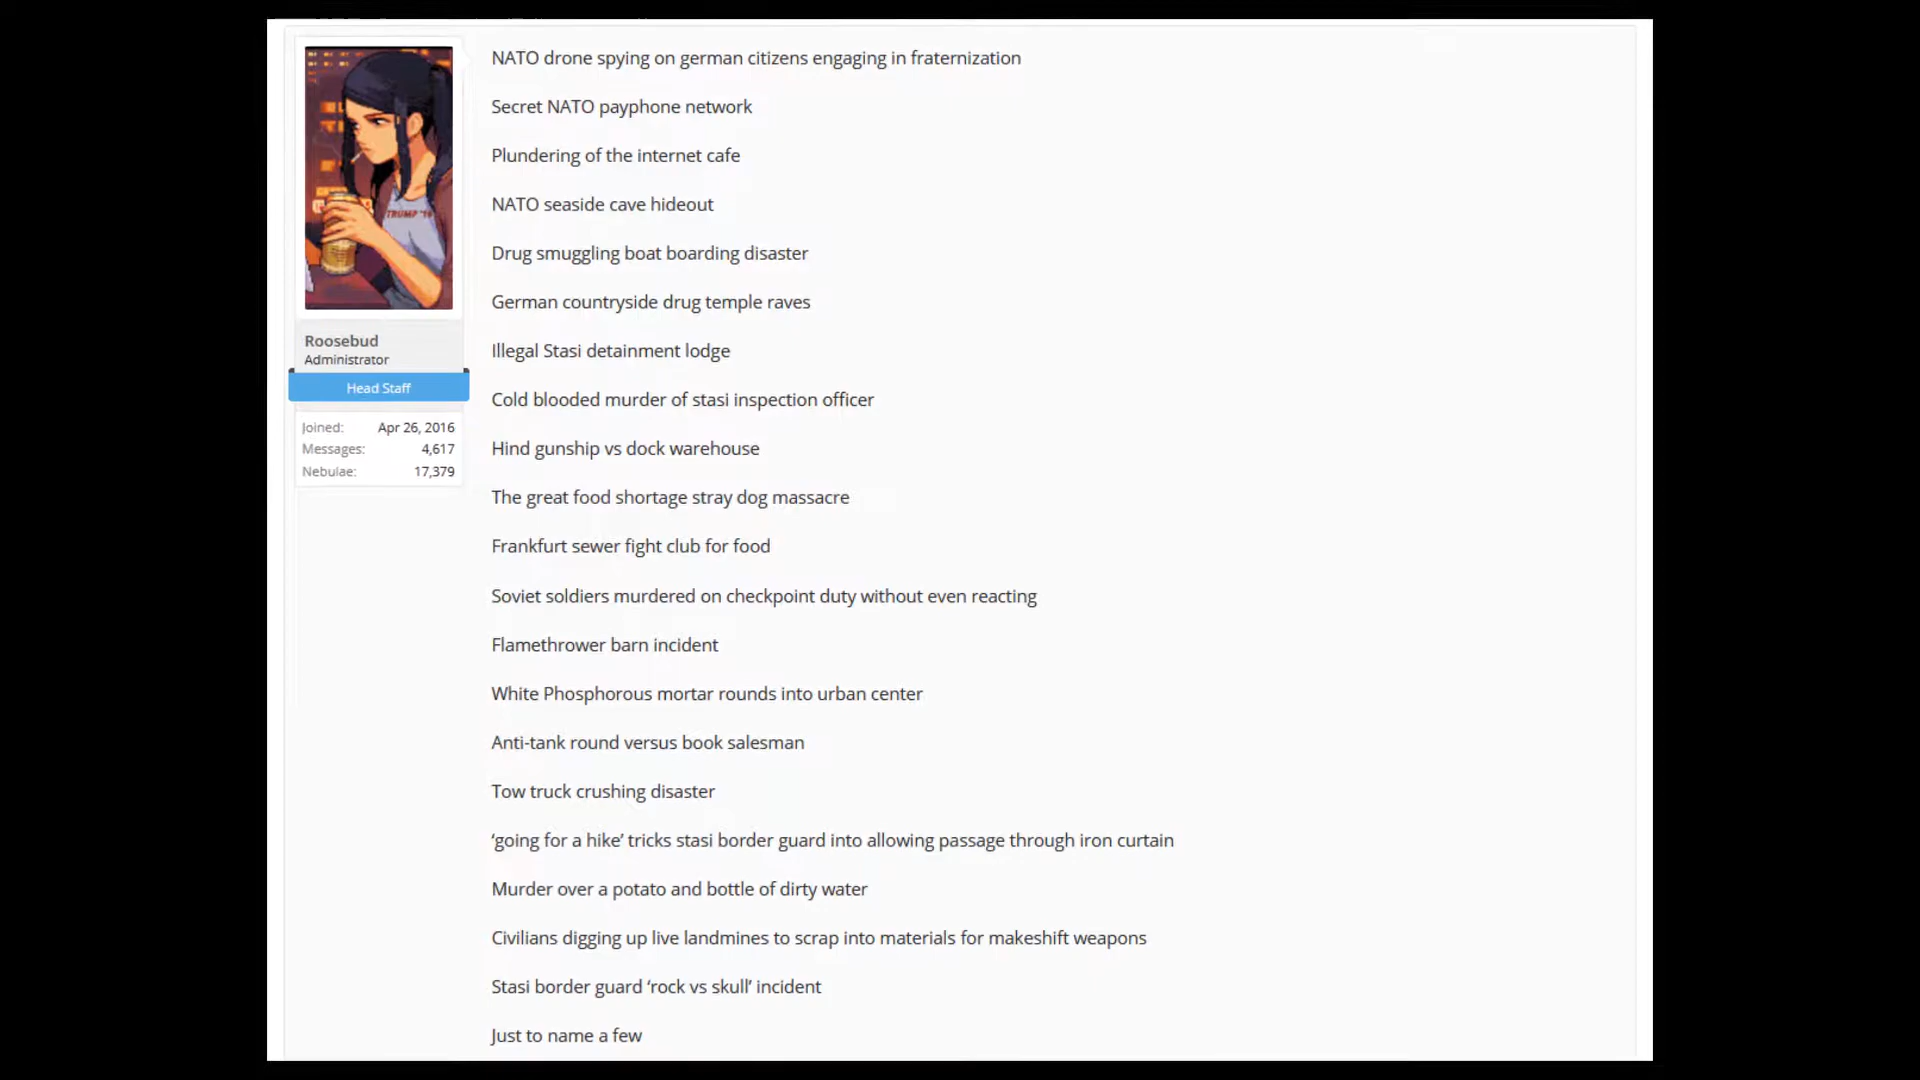 NATO drone spying on german citizens engaging in fraternization
Secret NATO payphone network
Plundering of the internet cafe
NATO seaside cave hideout
TRUMP '16
Drug smuggling boat boarding disaster
German countryside drug temple raves
Roosebud
Administrator
Head Staff
Joined: Apr 26, 2016
Messages: 4,617
Nebulae: 17,379
Illegal Stasi detainment lodge
Cold blooded murder of stasi inspection officer
Hind gunship vs dock warehouse
The great food shortage stray dog massacre
Frankfurt sewer fight club for food
Soviet soldiers murdered on checkpoint duty without even reacting
Flamethrower barn incident
White Phosphorous mortar rounds into urban center
Anti-tank round versus book salesman
Tow truck crushing disaster
‘going for a hike’ tricks stasi border guard into allowing passage through iron curtain
Murder over a potato and bottle of dirty water
Civilians digging up live landmines to scrap into materials for makeshift weapons
Stasi border guard ‘rock vs skull’ incident
Just to name a few